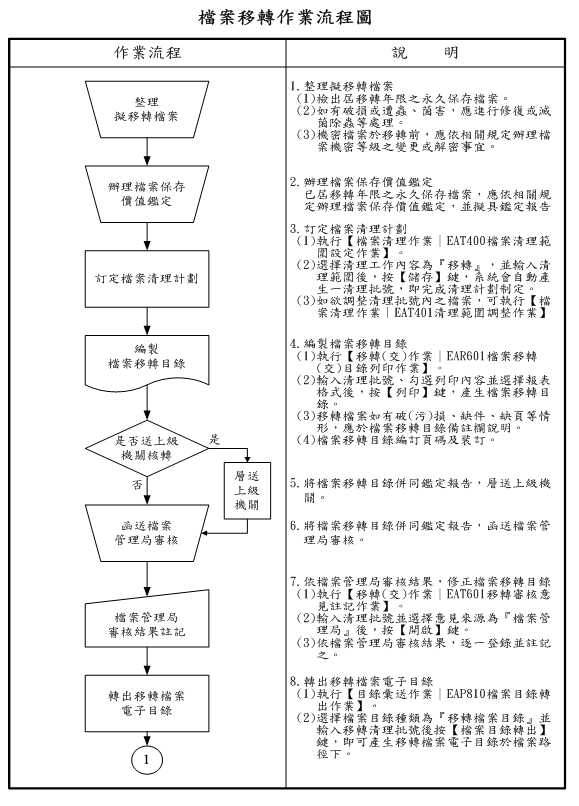 檔案移轉作業流程圖
作業流程
說　明
整理
擬移轉檔案
辦理檔案保存
價值鑑定
訂定檔案清理計劃
編製
檔案移轉目錄
是否送上級
機關核轉
是
否
層送
上級
機關
函送檔案
管理局審核
檔案管理局
審核結果註記
轉出移轉檔案
電子目錄
1
1.整理擬移轉檔案
(1)檢出屆移轉年限之永久保存檔案。
(2)如有破損或遭蟲、菌害，應進行修復或滅
菌除蟲等處理。
(3)機密檔案於移轉前，應依相關規定辦理檔
案機密等級之變更或解密事宜。
2.辦理檔案保存價值鑑定
已屆移轉年限之永久保存檔案，應依相關規
定辦理檔案保存價值鑑定，並擬具鑑定報告
3.訂定檔案清理計劃
(1)執行【檔案清理作業│EAT400檔案清理範
圍設定作業】。
(2)選擇清理工作內容為『移轉』，並輸入清
理範圍後，按【儲存】鍵，系統會自動產
生一清理批號，即完成清理計劃制定。
(3)如欲調整清理批號內之檔案，可執行【檔
案清理作業│EAT401清理範圍調整作業】
4.編製檔案移轉目錄
(1)執行【移轉(交)作業│EAR601檔案移轉
(交)目錄列印作業】。
(2)輸入清理批號、勾選列印內容並選擇報表
格式後，按【列印】鍵，產生檔案移轉目
錄。
(3)移轉檔案如有破(污)損、缺件、缺頁等情
形，應於檔案移轉目錄備註欄說明。
(4)檔案移轉目錄編訂頁碼及裝訂。
5.將檔案移轉目錄併同鑑定報告，層送上級機
關。
6.將檔案移轉目錄併同鑑定報告，函送檔案管
理局審核。
7.依檔案管理局審核結果，修正檔案移轉目錄
(1)執行【移轉(交)作業│EAT601移轉審核意
見註記作業】。
(2)輸入清理批號並選擇意見來源為『檔案管
理局』後，按【開啟】鍵。
(3)依檔案管理局審核結果，逐一登錄並註記
之。
8.轉出移轉檔案電子目錄
(1)執行【目錄彙送作業│EAP810檔案目錄轉
出作業】。
(2)選擇檔案目錄種類為『移轉檔案目錄』並
輸入移轉清理批號後按【檔案目錄轉出】
鍵，即可產生移轉檔案電子目錄於檔案路
徑下。